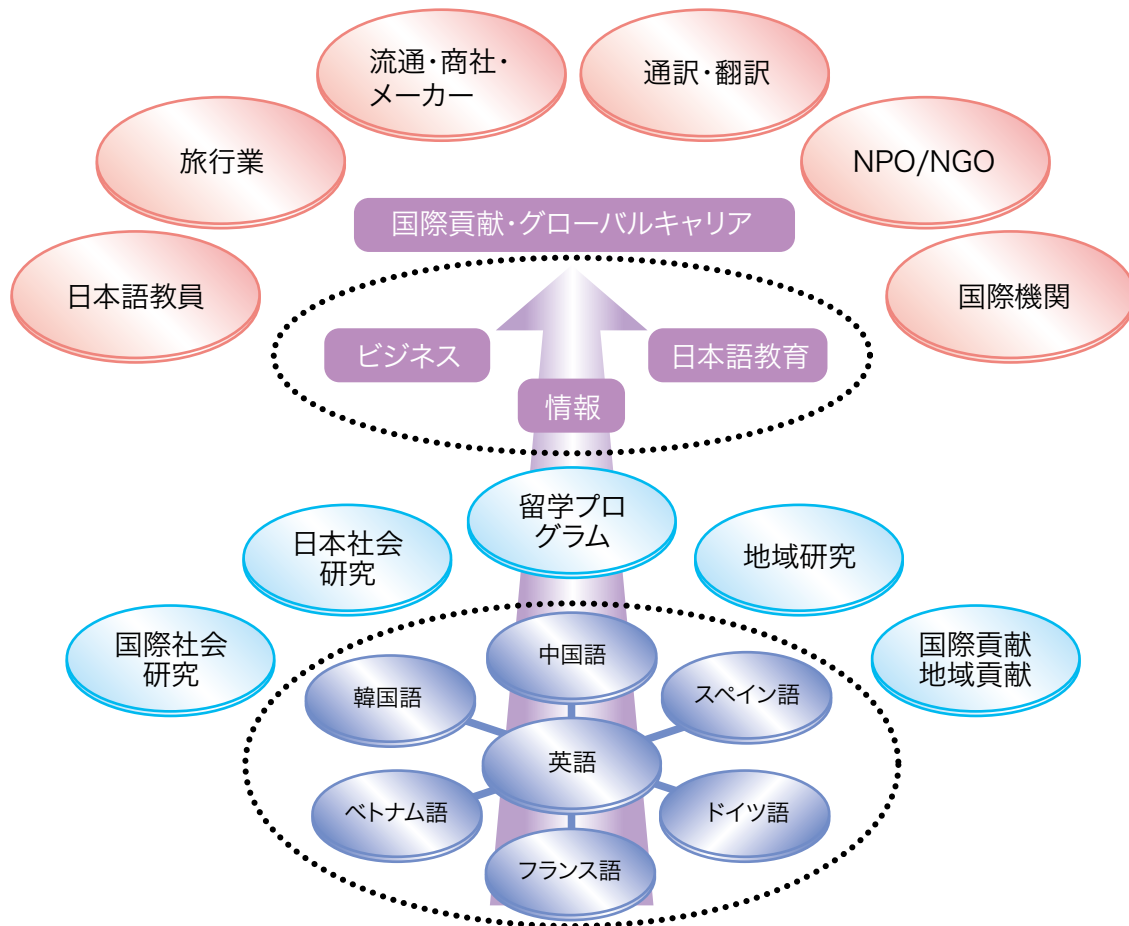 流通・商社・
メーカー
通訳・翻訳
旅行業
NPO/NGO
国際貢献・グローバルキャリア
日本語教員
国際機関
ビジネス
日本語教育
情報
留学プロ
グラム
日本社会
研究
地域研究
国際社会
研究
国際貢献
地域貢献
中国語
韓国語
スペイン語
英語
ベトナム語
ドイツ語
フランス語